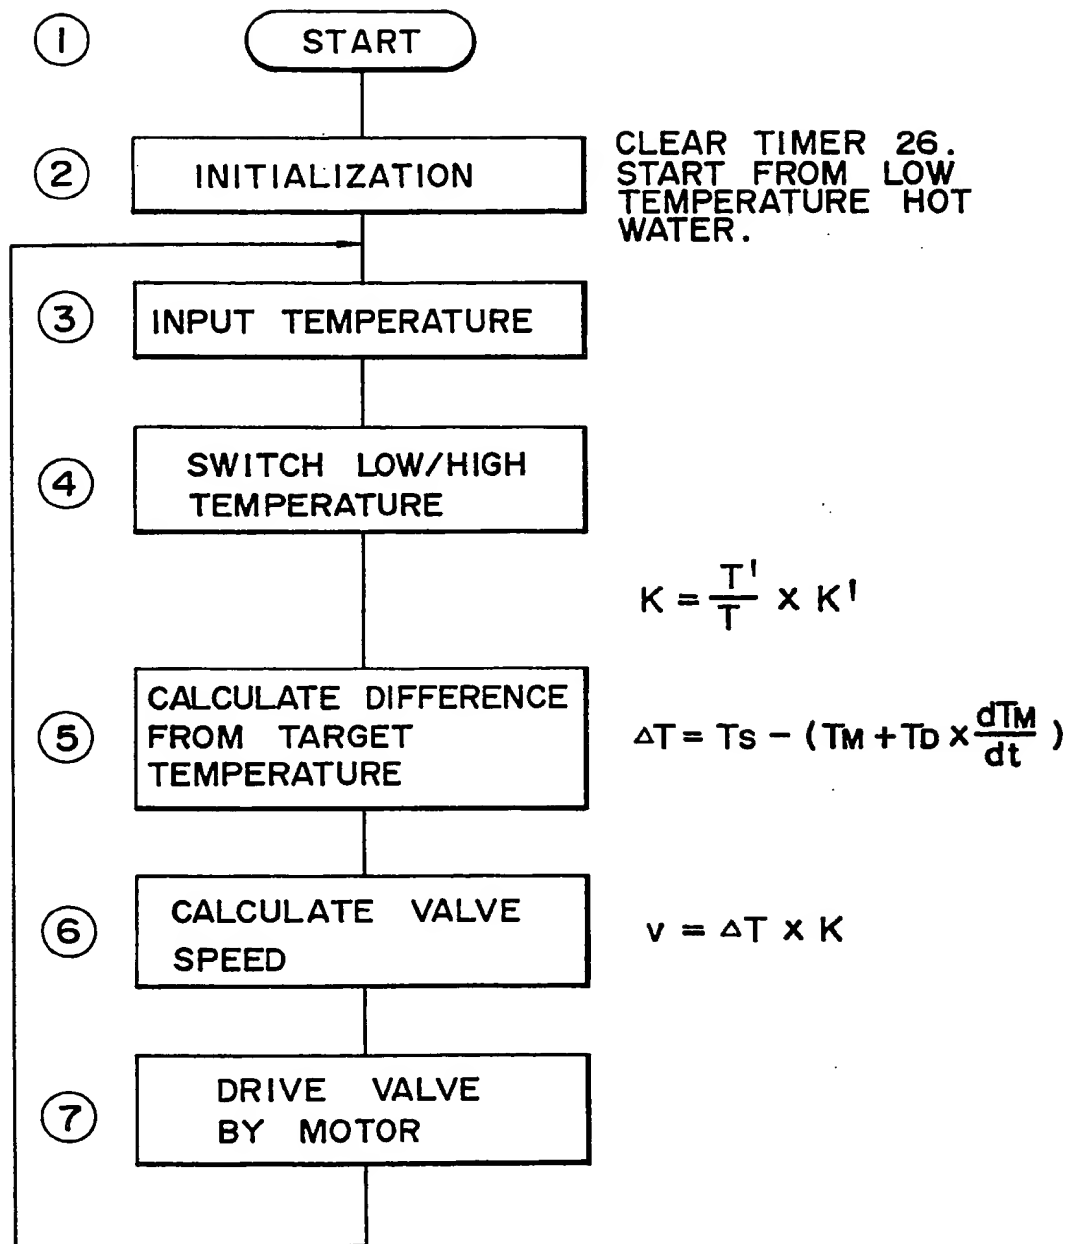 1 START
2 INITIALIZATION
CLEAR TIMER 26.
START FROM LOW
TEMPERATURE HOT
WATER.
3 INPUT TEMPERATURE
4 SWITCH LOW/HIGH
TEMPERATURE
K = T'/T × K'
5 CALCULATE DIFFERENCE
FROM TARGET
TEMPERATURE
△T = TS − (TM + TD × dTM/dt)
6 CALCULATE VALVE
SPEED
v = △T × K
7 DRIVE VALVE
BY MOTOR